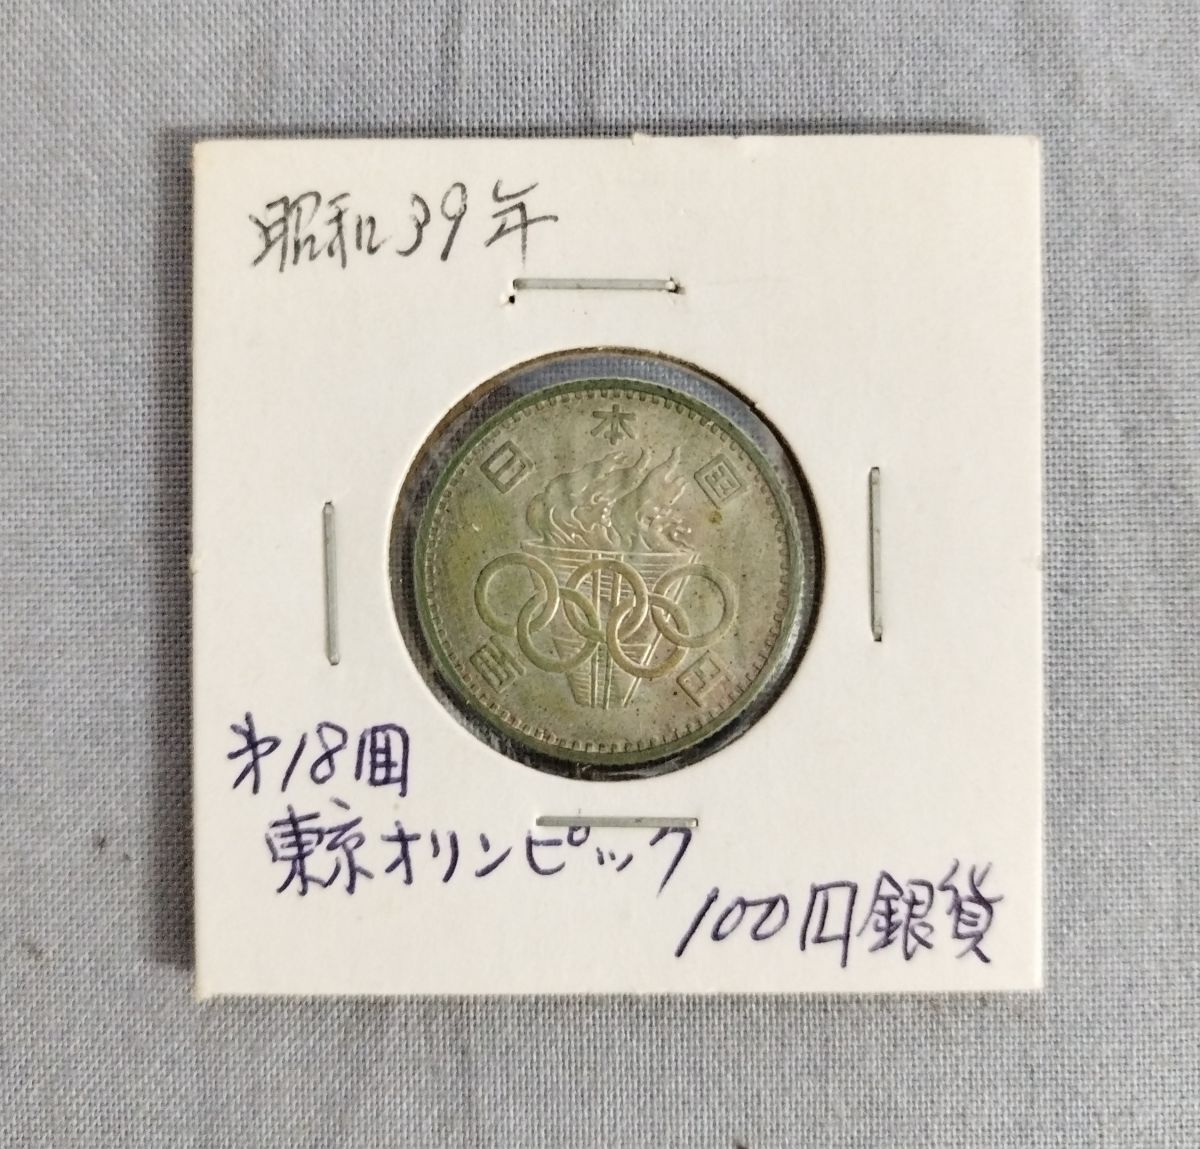 昭和39年
日本国
百円
第18回
東京オリンピック
100円銀貨